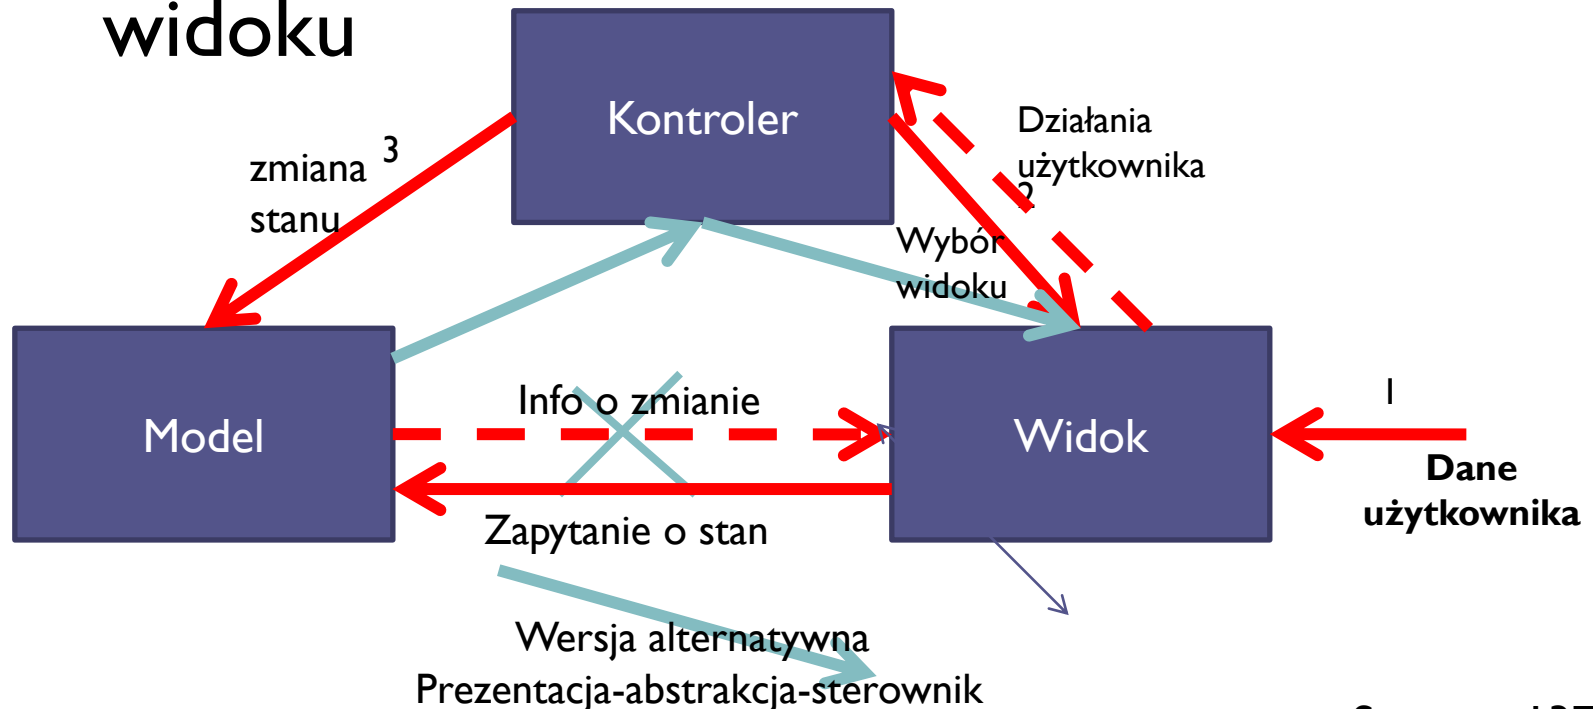 widoku
Kontroler
Działania
użytkownika
2
zmiana 3
stanu
Wybór
widoku
Info o zmianie
Model
Widok
1
Dane
użytkownika
Zapytanie o stan
Wersja alternatywna
Prezentacja-abstrakcja-sterownik